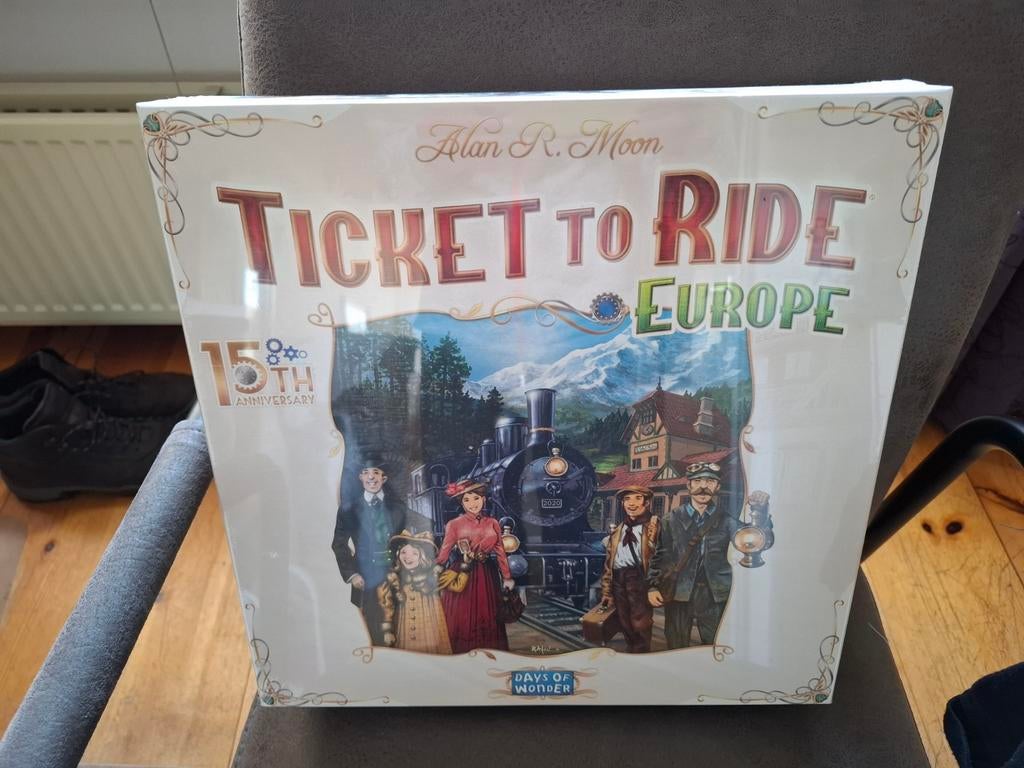 Alan R. Moon
TICKET TO RIDE
EUROPE
15TH
ANNIVERSARY
2020
DAYS OF
WONDER